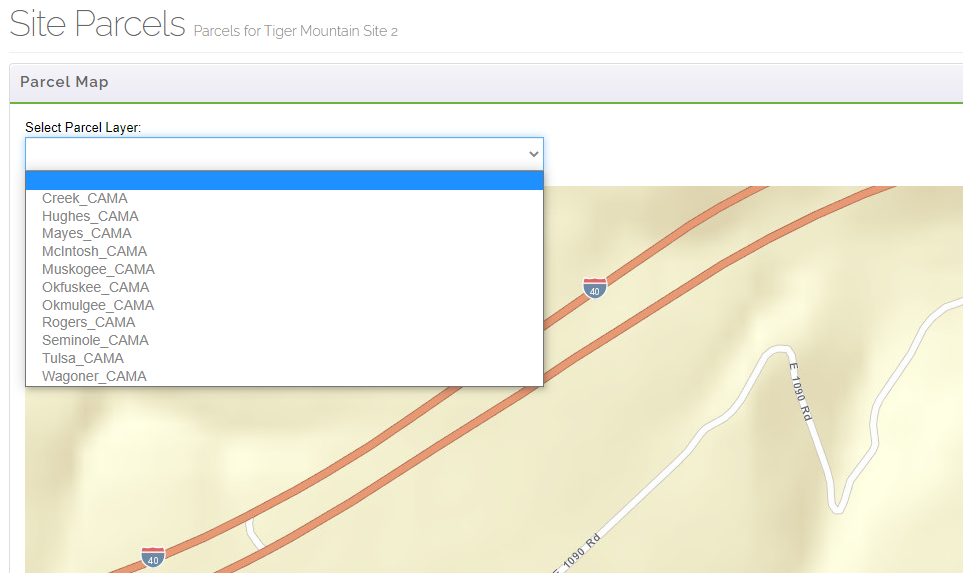 Site Parcels Parcels for Tiger Mountain Site 2
Parcel Map
Select Parcel Layer:
Creek_CAMA
Hughes_CAMA
Mayes_CAMA
McIntosh_CAMA
Muskogee_CAMA
Okfuskee_CAMA
Okmulgee_CAMA
Rogers_CAMA
Seminole_CAMA
Tulsa_CAMA
Wagoner_CAMA
40
E 1090 Rd
E 1090 Rd
40